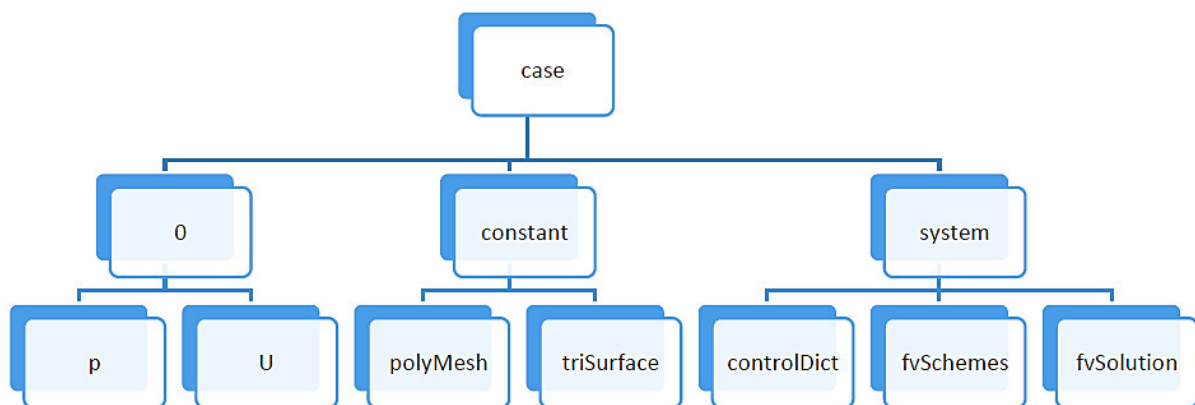 case
0
constant
system
p
U
polyMesh
triSurface
controlDict
fvSchemes
fvSolution